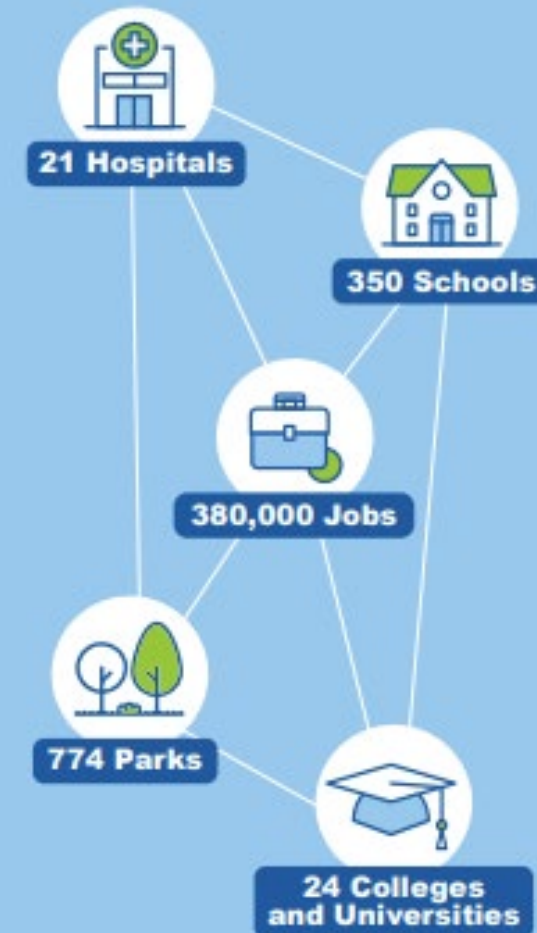 21 Hospitals
350 Schools
380,000 Jobs
774 Parks
24 Colleges
and Universities